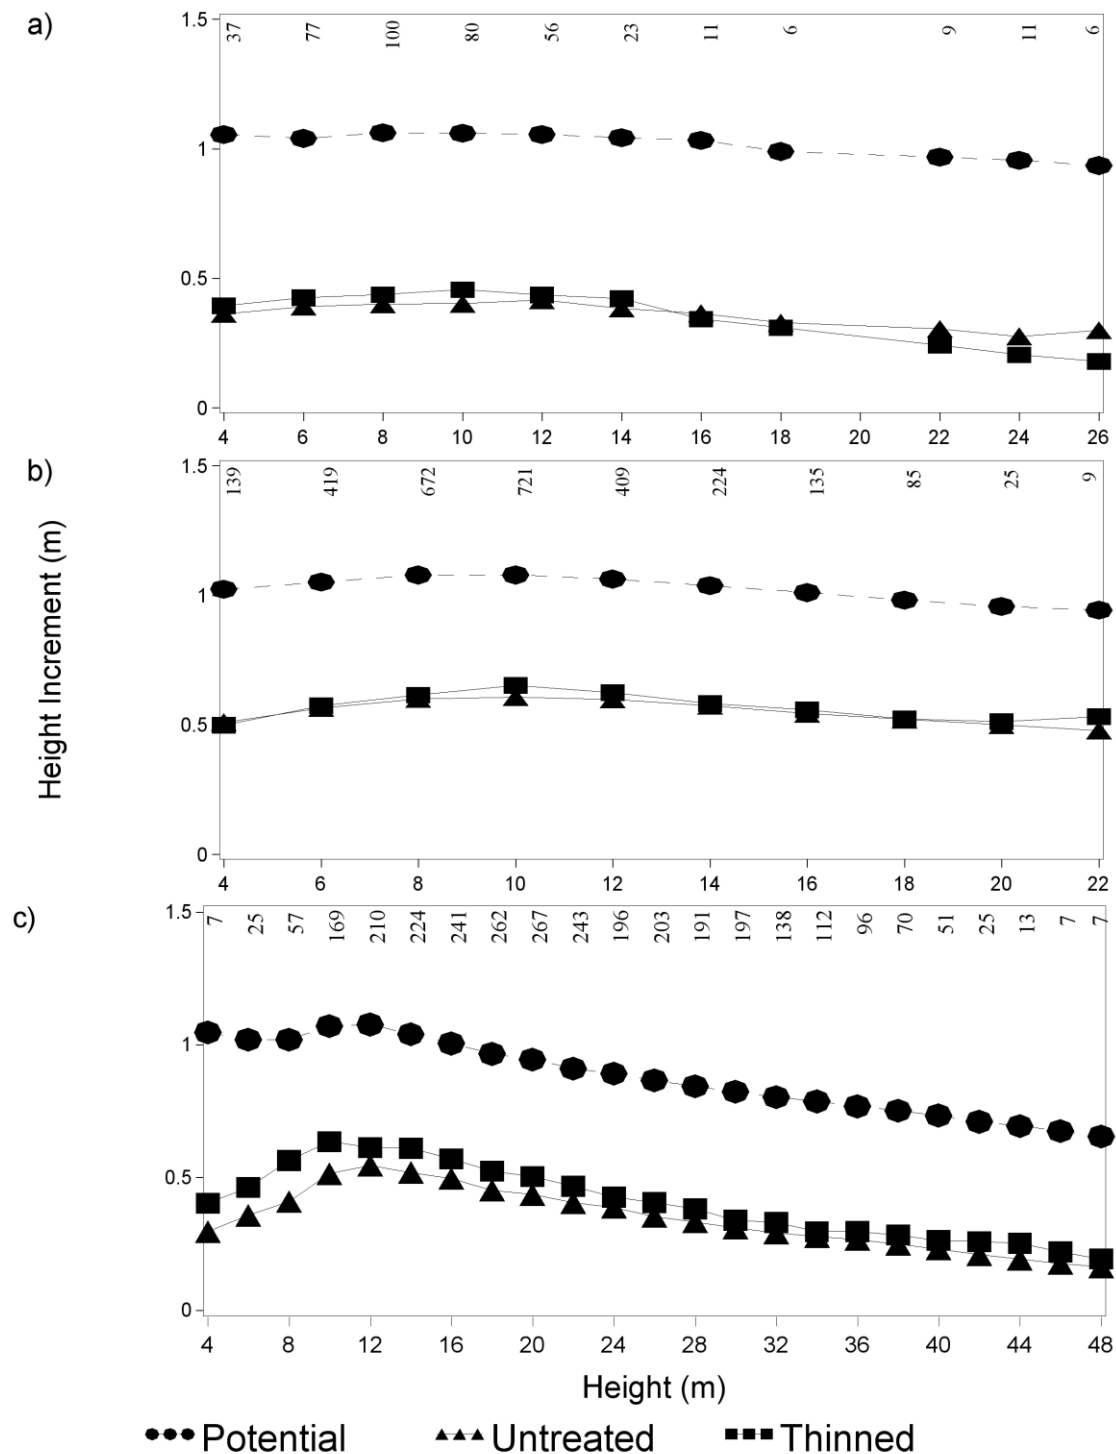 a)
1.5
37 77 100 80 56 23 11 6 9 11 6
1
0.5
0
4 6 8 10 12 14 16 18 20 22 24 26
b)
1.5
139 419 672 721 409 224 135 85 25 9
1
0.5
0
4 6 8 10 12 14 16 18 20 22
Height Increment (m)
c)
1.5
7 25 57 169 210 224 241 262 267 243 196 203 191 197 138 112 96 70 51 25 13 7 7
1
0.5
0
4 8 12 16 20 24 28 32 36 40 44 48
Height (m)
Potential Untreated Thinned